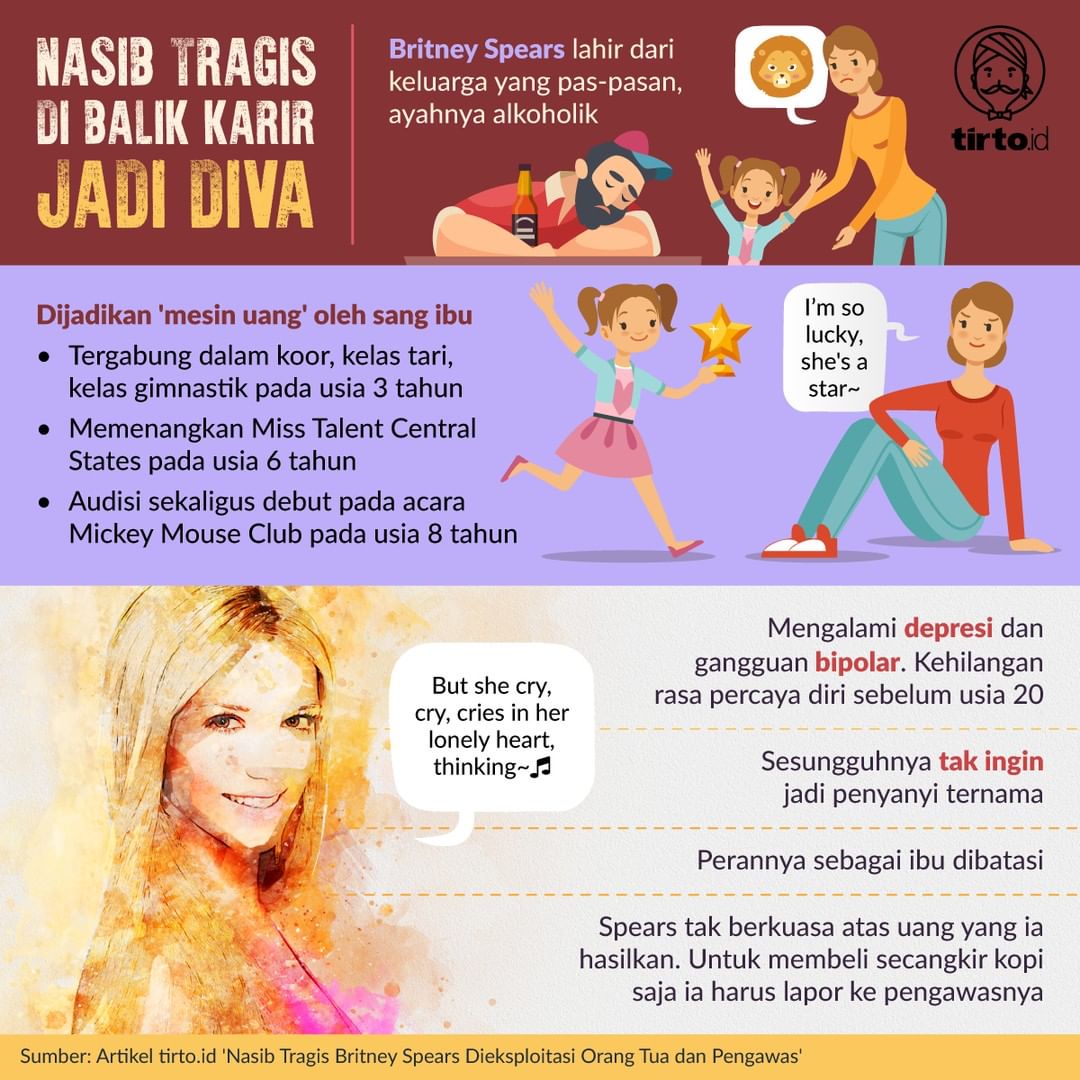 NASIB TRAGIS
DI BALIK KARIR
JADI DIVA
Britney Spears lahir dari
keluarga yang pas-pasan,
ayahnya alkoholik
tirto.id
Dijadikan 'mesin uang' oleh sang ibu
• Tergabung dalam koor, kelas tari,
kelas gimnastik pada usia 3 tahun
• Memenangkan Miss Talent Central
States pada usia 6 tahun
• Audisi sekaligus debut pada acara
Mickey Mouse Club pada usia 8 tahun
I'm so
lucky,
she's a
star~
But she cry,
cry, cries in her
lonely heart,
thinking~🎵
Mengalami depresi dan
gangguan bipolar. Kehilangan
rasa percaya diri sebelum usia 20
Sesungguhnya tak ingin
jadi penyanyi ternama
Perannya sebagai ibu dibatasi
Spears tak berkuasa atas uang yang ia
hasilkan. Untuk membeli secangkir kopi
saja ia harus lapor ke pengawasnya
Sumber: Artikel tirto.id 'Nasib Tragis Britney Spears Dieksploitasi Orang Tua dan Pengawas'